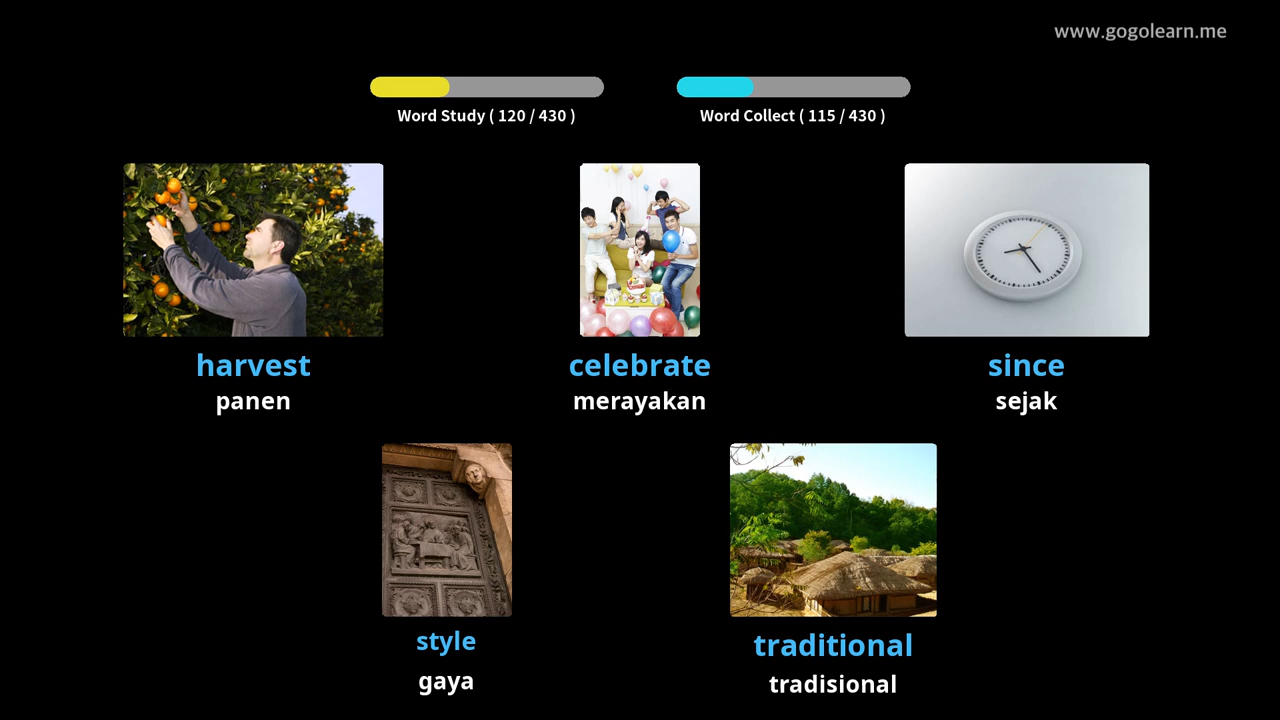 www.gogolearn.me
Word Study ( 120 / 430 )
Word Collect ( 115 / 430 )
harvest
panen
celebrate
merayakan
since
sejak
style
gaya
traditional
tradisional